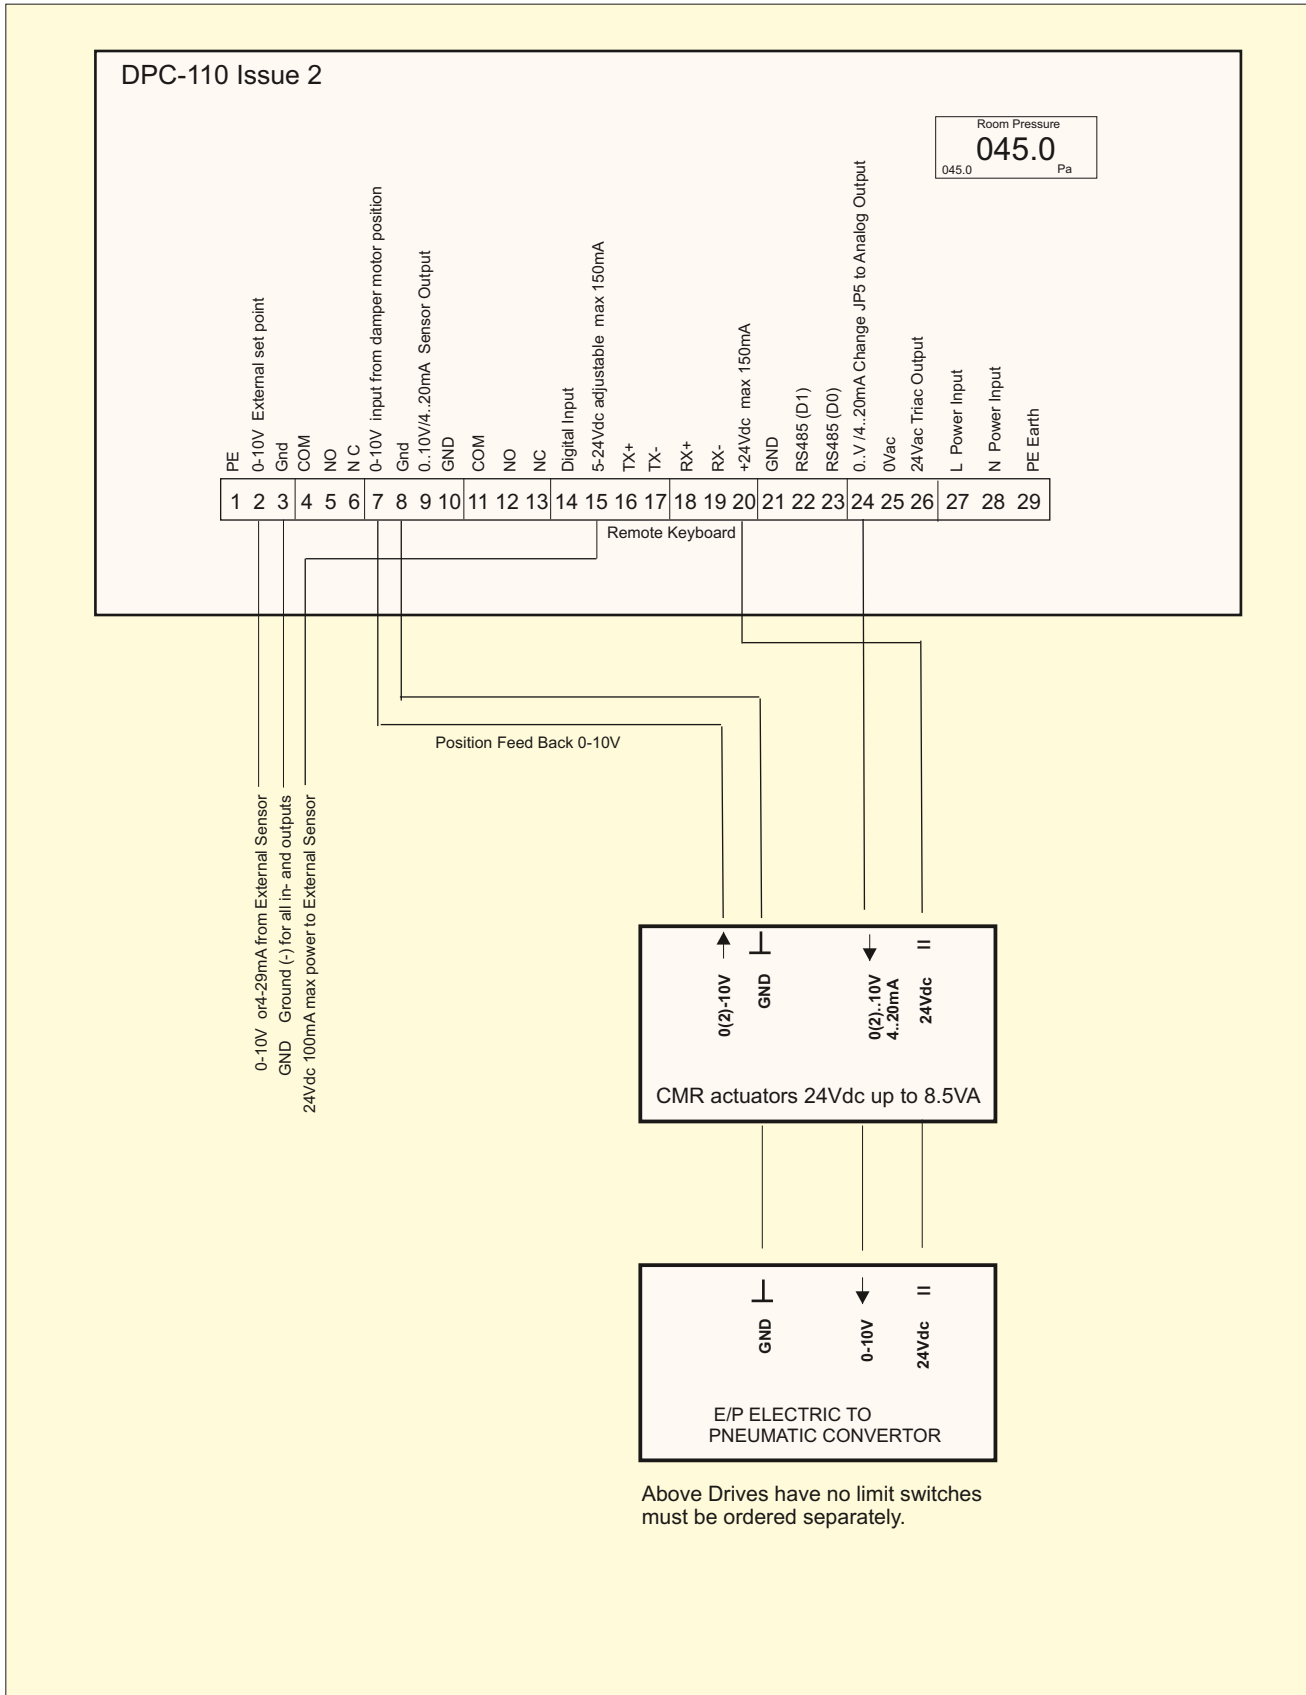 DPC-110 Issue 2
Room Pressure
045.0
045.0 Pa
PE
0-10V External set point
Gnd
COM
NO
N C
0-10V input from damper motor position
Gnd
0..10V/4..20mA Sensor Output
GND
COM
NO
NC
Digital Input
5-24Vdc adjustable max 150mA
TX+
TX-
RX+
RX-
+24Vdc max 150mA
GND
RS485 (D1)
RS485 (D0)
0..V /4..20mA Change JP5 to Analog Output
0Vac
24Vac Triac Output
L Power Input
N Power Input
PE Earth
1 2 3 4 5 6 7 8 9 10 11 12 13 14 15 16 17 18 19 20 21 22 23 24 25 26 27 28 29
Remote Keyboard
Position Feed Back 0-10V
0-10V or4-29mA from External Sensor
GND Ground (-) for all in- and outputs
24Vdc 100mA max power to External Sensor
0(2)-10V
GND
0(2)..10V
4..20mA
24Vdc
CMR actuators 24Vdc up to 8.5VA
GND
0-10V
24Vdc
E/P ELECTRIC TO
PNEUMATIC CONVERTOR
Above Drives have no limit switches
must be ordered separately.